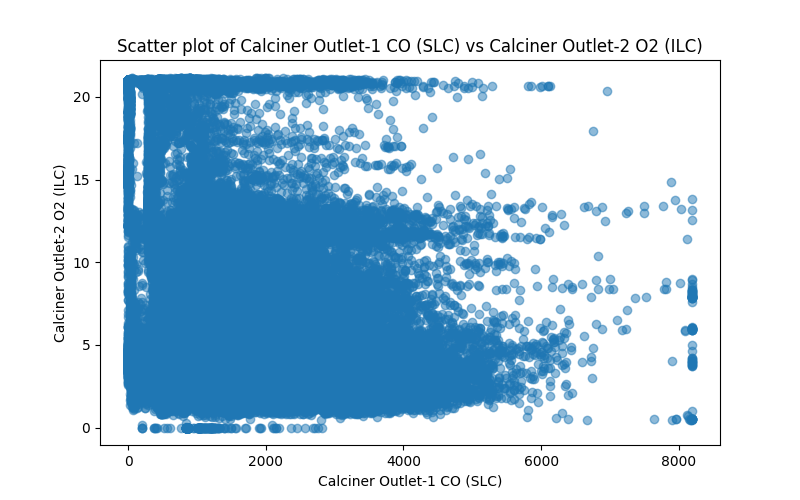 Scatter plot of Calciner Outlet-1 CO (SLC) vs Calciner Outlet-2 O2 (ILC)
Calciner Outlet-2 O2 (ILC)
20
15
10
5
0
0 2000 4000 6000 8000
Calciner Outlet-1 CO (SLC)